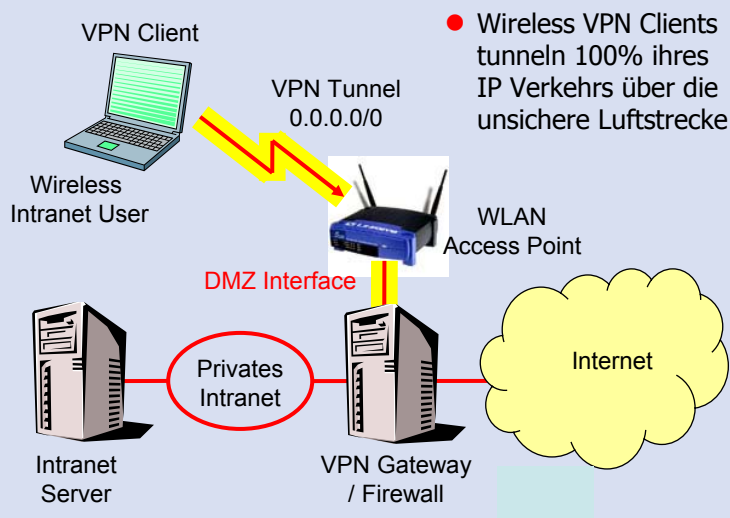 VPN Client
● Wireless VPN Clients
tunneln 100% ihres
IP Verkehrs über die
unsichere Luftstrecke
VPN Tunnel
0.0.0.0/0
Wireless
Intranet User
WLAN
Access Point
DMZ Interface
Privates
Intranet
Internet
Intranet
Server
VPN Gateway
/ Firewall